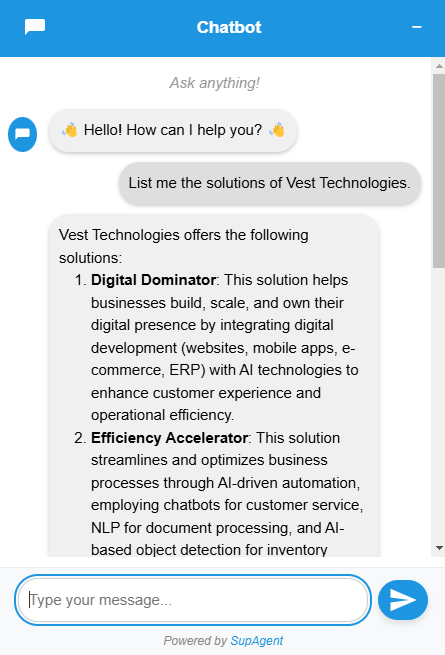 Chatbot
Ask anything!
👋 Hello! How can I help you? 👋
List me the solutions of Vest Technologies.
Vest Technologies offers the following
solutions:
1. Digital Dominator: This solution helps
businesses build, scale, and own their
digital presence by integrating digital
development (websites, mobile apps, e-
commerce, ERP) with AI technologies to
enhance customer experience and
operational efficiency.
2. Efficiency Accelerator: This solution
streamlines and optimizes business
processes through AI-driven automation,
employing chatbots for customer service,
NLP for document processing, and AI-
based object detection for inventory
Type your message...
Powered by SupAgent